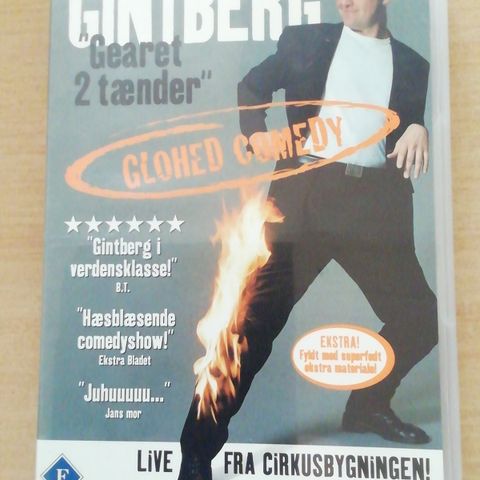 GINTBERG
"Gearet
2 tænder"
GLOHED COMEDY
★★★★★★
"Gintberg i
verdensklasse!"
B.T.
"Hæsblæsende
comedyshow!"
Ekstra Bladet
"Juhuuuuu..."
Jans mor
EKSTRA!
Fyldt med superfedt
ekstra materiale!
LiVE FRA CiRKUSBYGNiNGEN!
F